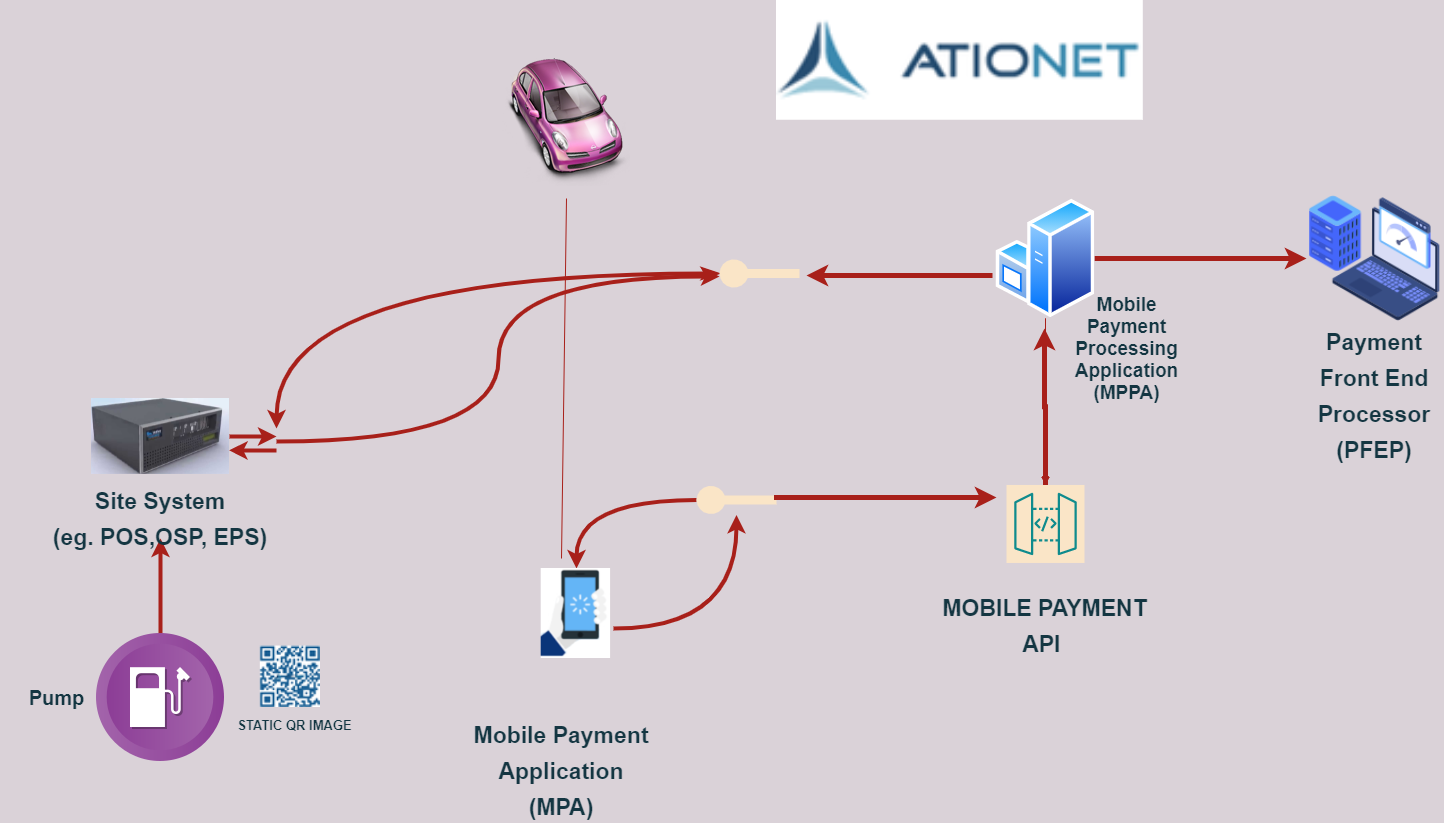 ATIONET
Mobile
Payment
Processing
Application
(MPPA)
Payment
Front End
Processor
(PFEP)
Site System
(eg. POS,OSP, EPS)
</>
MOBILE PAYMENT
API
Pump
STATIC QR IMAGE
Mobile Payment
Application
(MPA)